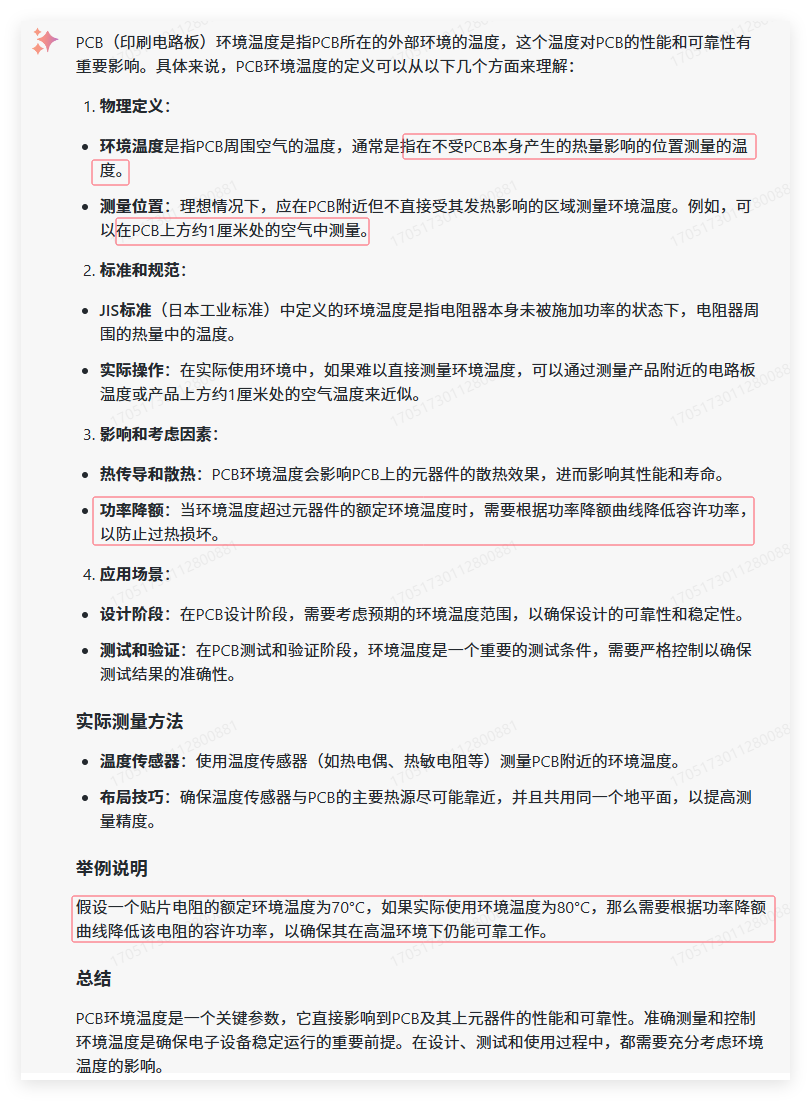 PCB（印刷电路板）环境温度是指PCB所在的外部环境的温度，这个温度对PCB的性能和可靠性有
重要影响。具体来说，PCB环境温度的定义可以从以下几个方面来理解：
1. 物理定义：
• 环境温度是指PCB周围空气的温度，通常是指在不受PCB本身产生的热量影响的位置测量的温
度。
• 测量位置：理想情况下，应在PCB附近但不直接受其发热影响的区域测量环境温度。例如，可
以在PCB上方约1厘米处的空气中测量。
2. 标准和规范：
• JIS标准（日本工业标准）中定义的环境温度是指电阻器本身未被施加功率的状态下，电阻器周
围的热量中的温度。
• 实际操作：在实际使用环境中，如果难以直接测量环境温度，可以通过测量产品附近的电路板
温度或产品上方约1厘米处的空气温度来近似。
3. 影响和考虑因素：
• 热传导和散热：PCB环境温度会影响PCB上的元器件的散热效果，进而影响其性能和寿命。
• 功率降额：当环境温度超过元器件的额定环境温度时，需要根据功率降额曲线降低容许功率，
以防止过热损坏。
4. 应用场景：
• 设计阶段：在PCB设计阶段，需要考虑预期的环境温度范围，以确保设计的可靠性和稳定性。
• 测试和验证：在PCB测试和验证阶段，环境温度是一个重要的测试条件，需要严格控制以确保
测试结果的准确性。
实际测量方法
• 温度传感器：使用温度传感器（如热电偶、热敏电阻等）测量PCB附近的环境温度。
• 布局技巧：确保温度传感器与PCB的主要热源尽可能靠近，并且共用同一个地平面，以提高测
量精度。
举例说明
假设一个贴片电阻的额定环境温度为70°C，如果实际使用环境温度为80°C，那么需要根据功率降额
曲线降低该电阻的容许功率，以确保其在高温环境下仍能可靠工作。
总结
PCB环境温度是一个关键参数，它直接影响到PCB及其上元器件的性能和可靠性。准确测量和控制
环境温度是确保电子设备稳定运行的重要前提。在设计、测试和使用过程中，都需要充分考虑环境
温度的影响。
1705173011280088​1